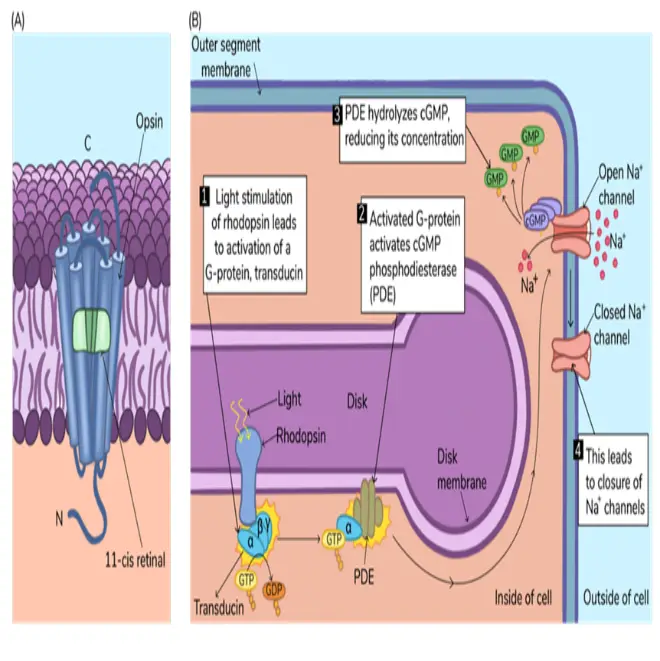 (A)
Opsin
C
N
11-cis retinal
(B)
Outer segment
membrane
3 PDE hydrolyzes cGMP,
reducing its concentration
GMP
GMP
GMP
cGMP
Open Na⁺
channel
Na⁺
Na⁺
1 Light stimulation
of rhodopsin leads
to activation of a
G-protein, transducin
2 Activated G-protein
activates cGMP
phosphodiesterase
(PDE)
Closed Na⁺
channel
Light
Disk
Rhodopsin
Disk
membrane
4 This leads
to closure of
Na⁺ channels
α
βγ
GTP
GDP
Transducin
GTP
α
PDE
Inside of cell
Outside of cell